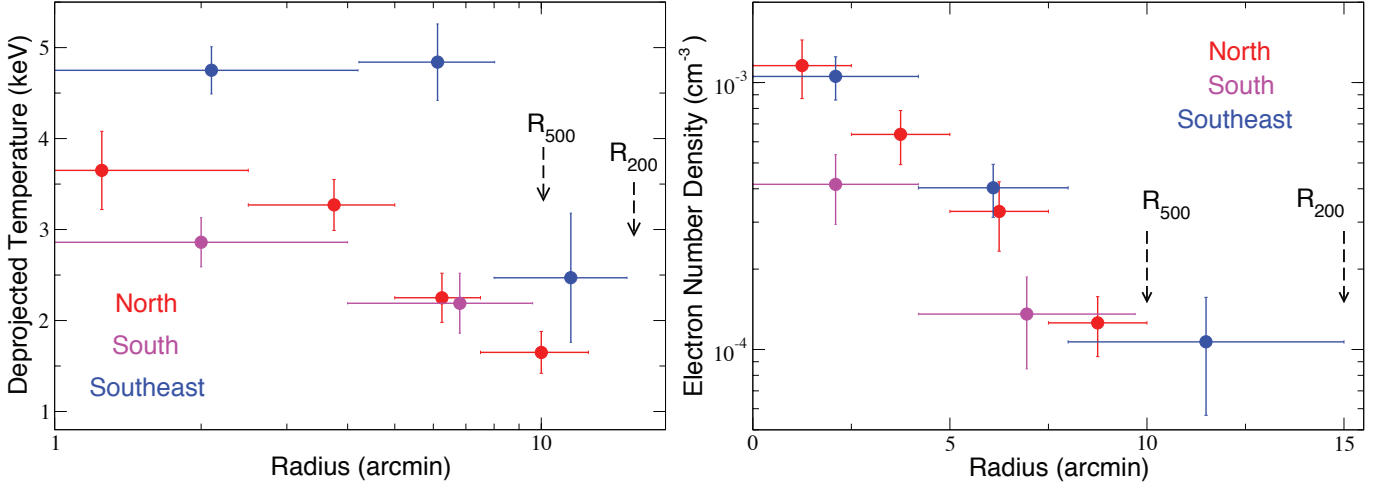 Deprojected Temperature (keV)
5
4
3
2
1
R500
R200
North
South
Southeast
1
10
Radius (arcmin)
Electron Number Density (cm-3)
10-3
10-4
North
South
Southeast
R500
R200
0
5
10
15
Radius (arcmin)